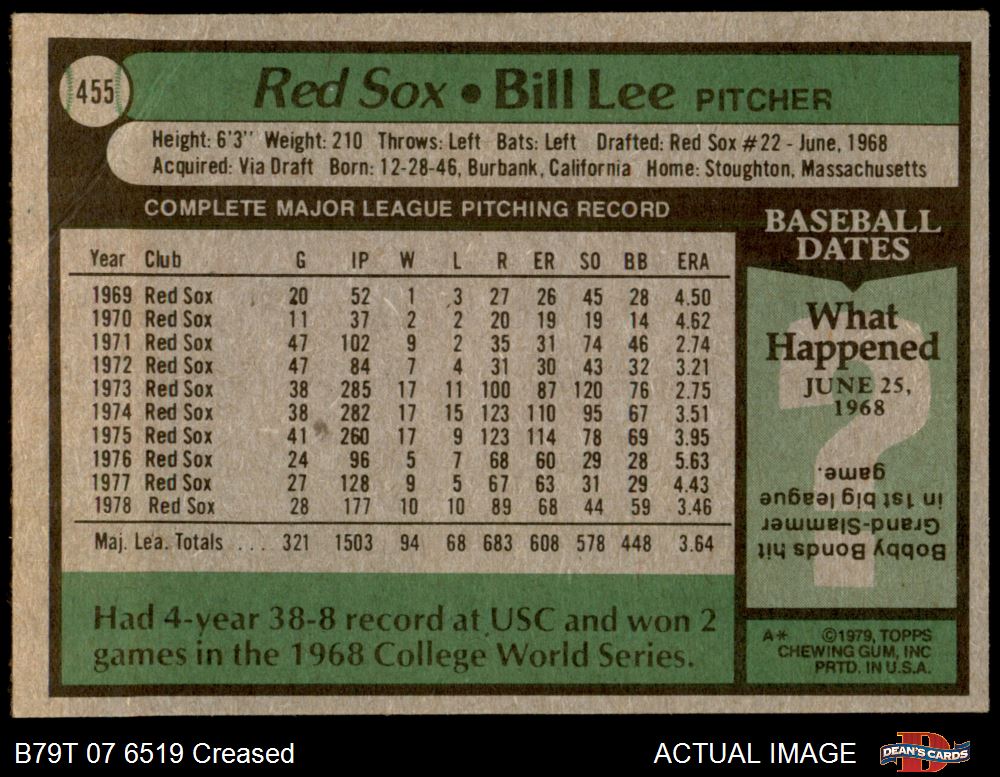 455
Red Sox • Bill Lee PITCHER
Height: 6'3'' Weight: 210 Throws: Left Bats: Left Drafted: Red Sox #22 - June, 1968
Acquired: Via Draft Born: 12-28-46, Burbank, California Home: Stoughton, Massachusetts
COMPLETE MAJOR LEAGUE PITCHING RECORD
Year Club G IP W L R ER SO BB ERA
1969 Red Sox 20 52 1 3 27 26 45 28 4.50
1970 Red Sox 11 37 2 2 20 19 19 14 4.62
1971 Red Sox 47 102 9 2 35 31 74 46 2.74
1972 Red Sox 47 84 7 4 31 30 43 32 3.21
1973 Red Sox 38 285 17 11 100 87 120 76 2.75
1974 Red Sox 38 282 17 15 123 110 95 67 3.51
1975 Red Sox 41 260 17 9 123 114 78 69 3.95
1976 Red Sox 24 96 5 7 68 60 29 28 5.63
1977 Red Sox 27 128 9 5 67 63 31 29 4.43
1978 Red Sox 28 177 10 10 89 68 44 59 3.46
Maj. Lea. Totals .... 321 1503 94 68 683 608 578 448 3.64
Had 4-year 38-8 record at USC and won 2
games in the 1968 College World Series.
BASEBALL
DATES
What
Happened
JUNE 25,
1968
?
Bobby Bonds hit
Grand-Slammer
in 1st big league
game.
A* ©1979, TOPPS
CHEWING GUM, INC
PRTD. IN U.S.A.
B79T 07 6519 Creased
ACTUAL IMAGE
DEAN'S CARDS